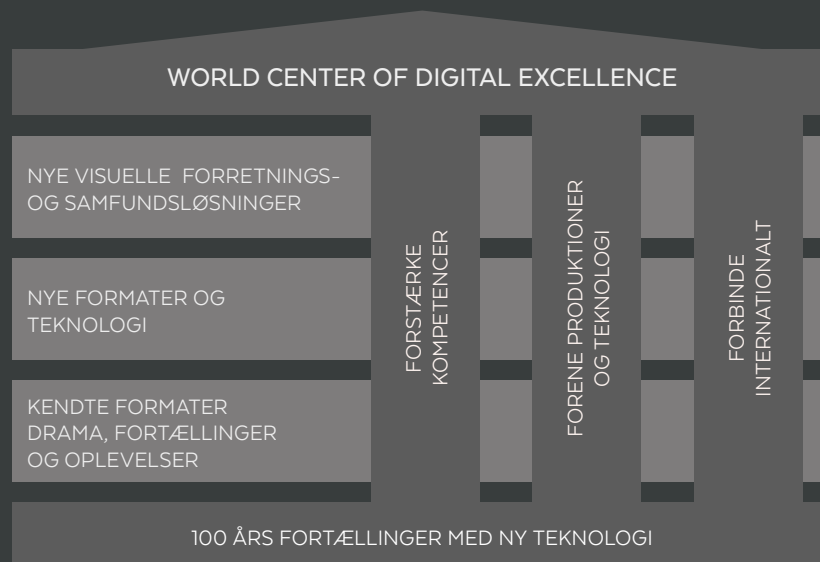 WORLD CENTER OF DIGITAL EXCELLENCE
NYE VISUELLE FORRETNINGS-
OG SAMFUNDSLØSNINGER
NYE FORMATER OG
TEKNOLOGI
KENDTE FORMATER
DRAMA, FORTÆLLINGER
OG OPLEVELSER
FORSTÆRKE
KOMPETENCER
FORENE PRODUKTIONER
OG TEKNOLOGI
FORBINDE
INTERNATIONALT
100 ÅRS FORTÆLLINGER MED NY TEKNOLOGI